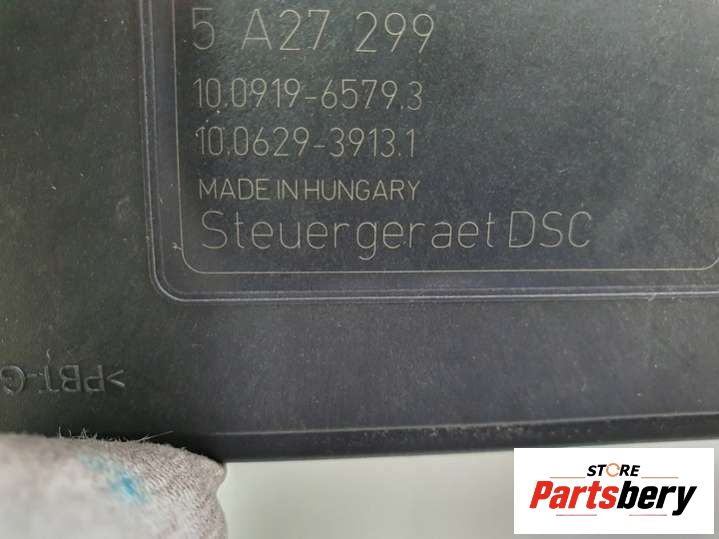 5 A27 299
10.0919-6579.3
10.0629-3913.1
MADE IN HUNGARY
Steuergeraet DSC
>PBT-G
STORE
Partsbery